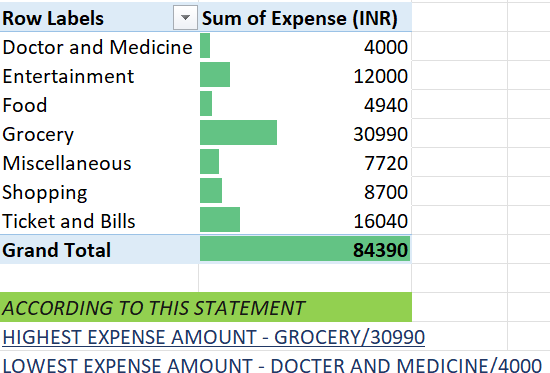 Row Labels Sum of Expense (INR)
Doctor and Medicine 4000
Entertainment 12000
Food 4940
Grocery 30990
Miscellaneous 7720
Shopping 8700
Ticket and Bills 16040
Grand Total 84390
ACCORDING TO THIS STATEMENT
HIGHEST EXPENSE AMOUNT - GROCERY/30990
LOWEST EXPENSE AMOUNT - DOCTER AND MEDICINE/4000